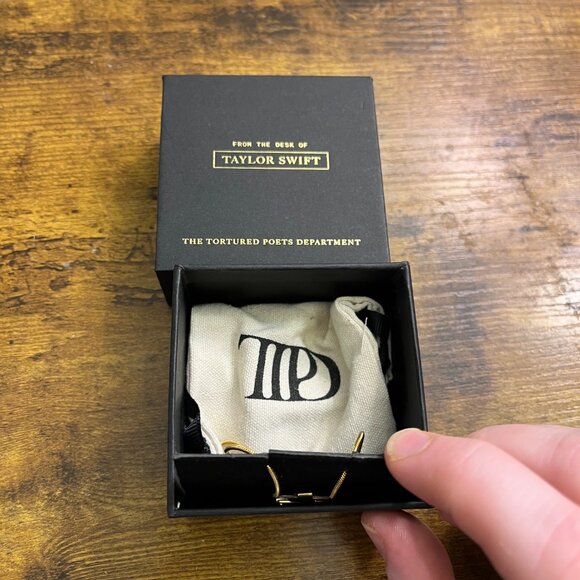 FROM THE DESK OF
TAYLOR SWIFT
THE TORTURED POETS DEPARTMENT
TTPD